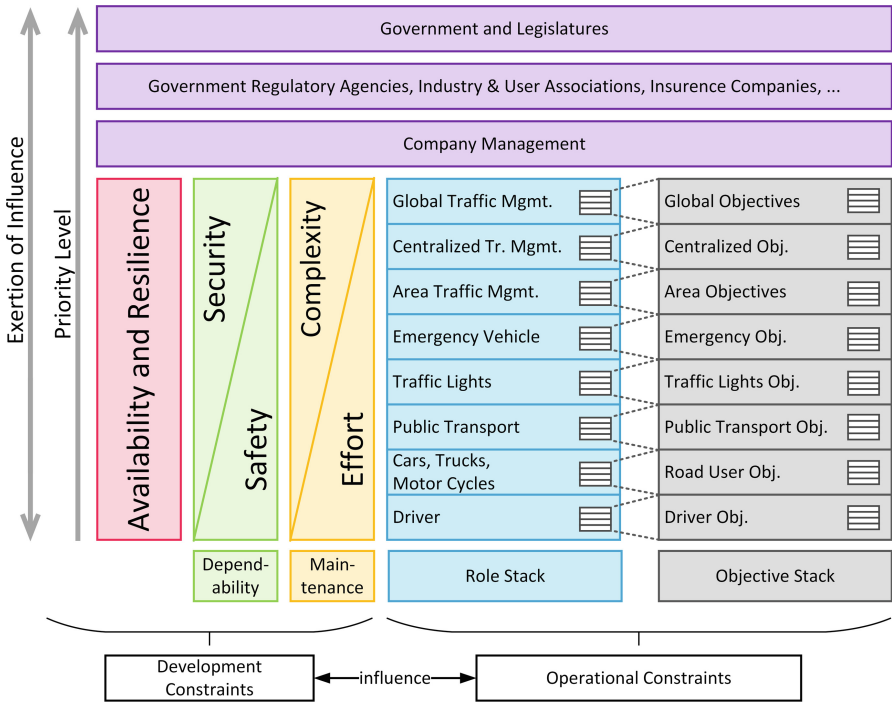 Exertion of Influence
Priority Level
Government and Legislatures
Government Regulatory Agencies, Industry & User Associations, Insurence Companies, ...
Company Management
Availability and Resilience
Security
Safety
Complexity
Effort
Global Traffic Mgmt.
Global Objectives
Centralized Tr. Mgmt.
Centralized Obj.
Area Traffic Mgmt.
Area Objectives
Emergency Vehicle
Emergency Obj.
Traffic Lights
Traffic Lights Obj.
Public Transport
Public Transport Obj.
Cars, Trucks,
Motor Cycles
Road User Obj.
Driver
Driver Obj.
Depend-
ability
Main-
tenance
Role Stack
Objective Stack
Development
Constraints
influence
Operational Constraints